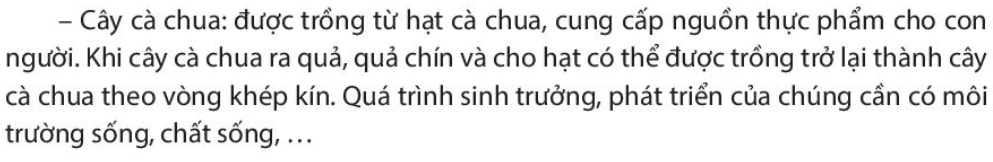 – Cây cà chua: được trồng từ hạt cà chua, cung cấp nguồn thực phẩm cho con
người. Khi cây cà chua ra quả, quả chín và cho hạt có thể được trồng trở lại thành cây
cà chua theo vòng khép kín. Quá trình sinh trưởng, phát triển của chúng cần có môi
trường sống, chất sống, …